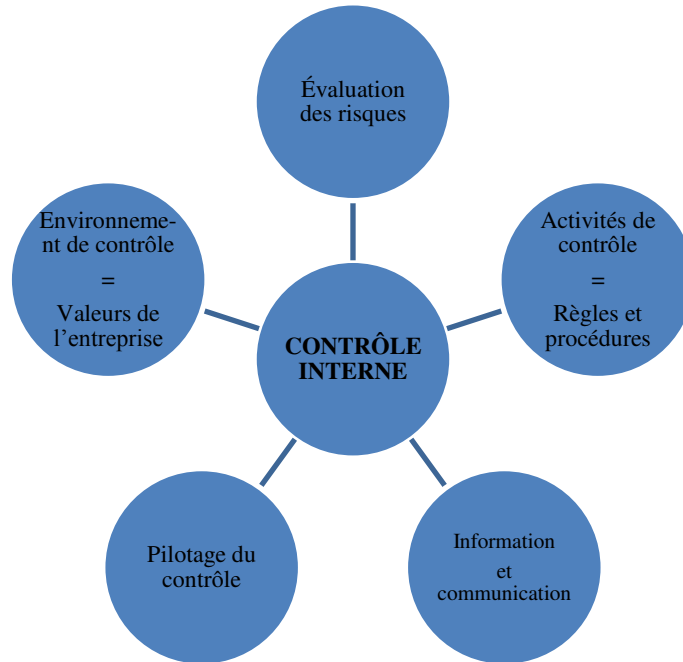 Évaluation
des risques
Environneme-
nt de contrôle
=
Valeurs de
l’entreprise
Activités de
contrôle
=
Règles et
procédures
CONTRÔLE
INTERNE
Pilotage du
contrôle
Information
et
communication